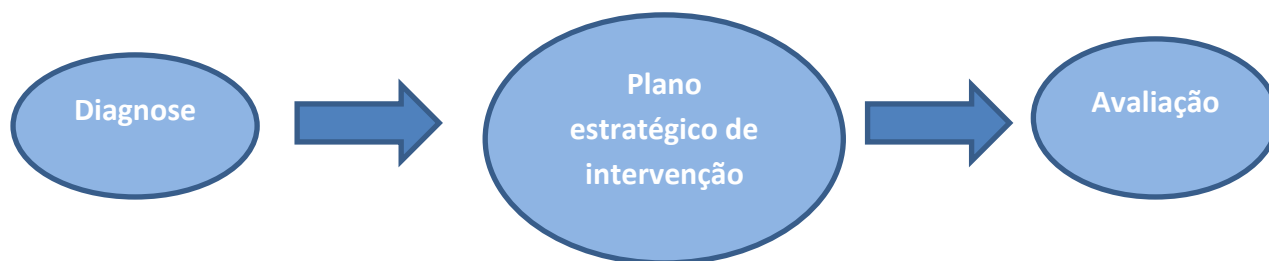 Diagnose
Plano
estratégico de
intervenção
Avaliação